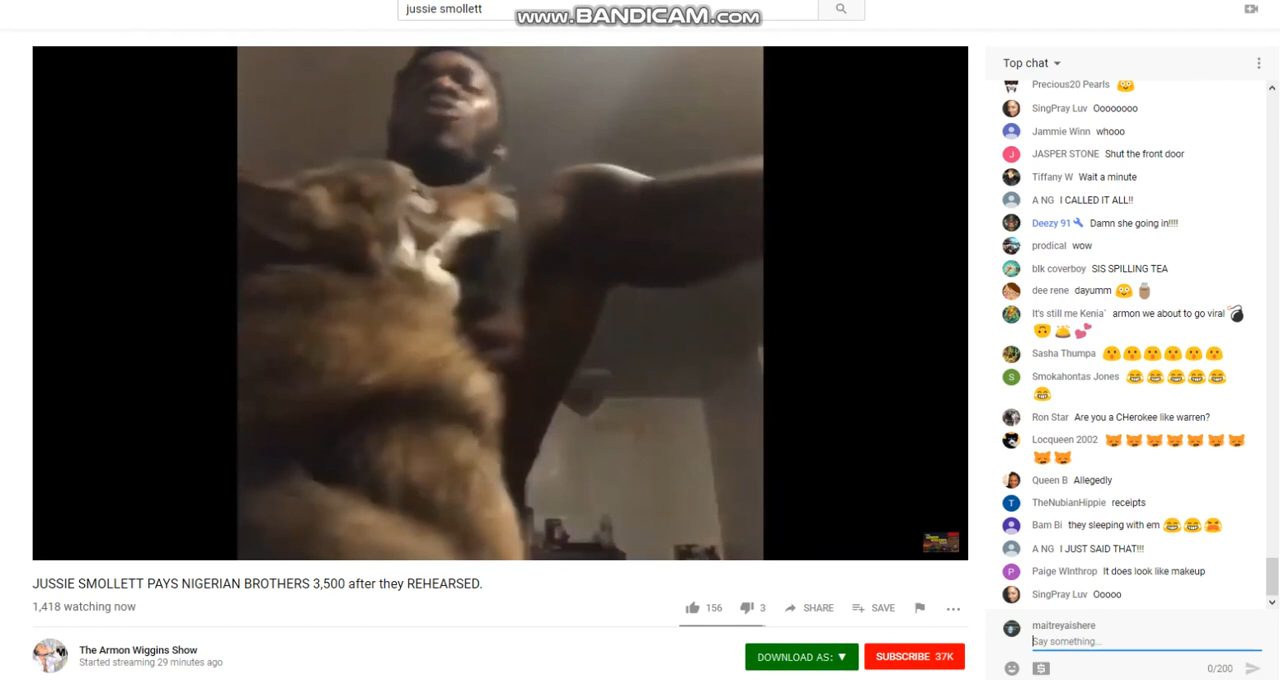 jussie smollett
www.BANDICAM.com
Top chat
Precious20 Pearls
SingPray Luv Oooooooo
Jammie Winn whooo
J JASPER STONE Shut the front door
Tiffany W Wait a minute
A NG I CALLED IT ALL!!
Deezy 91 Damn she going in!!!!
prodical wow
blk coverboy SIS SPILLING TEA
dee rene dayumm
It's still me Kenia` armon we about to go viral
Sasha Thumpa
S Smokahontas Jones
Ron Star Are you a CHerokee like warren?
Locqueen 2002
Queen B Allegedly
T TheNubianHippie receipts
Bam Bi they sleeping with em
A NG I JUST SAID THAT!!!
P Paige WInthrop It does look like makeup
SingPray Luv Ooooo
maitreyaishere
Say something...
0/200
JUSSIE SMOLLETT PAYS NIGERIAN BROTHERS 3,500 after they REHEARSED.
1,418 watching now
156 3 SHARE SAVE
The Armon Wiggins Show
Started streaming 29 minutes ago
DOWNLOAD AS: ▼
SUBSCRIBE 37K